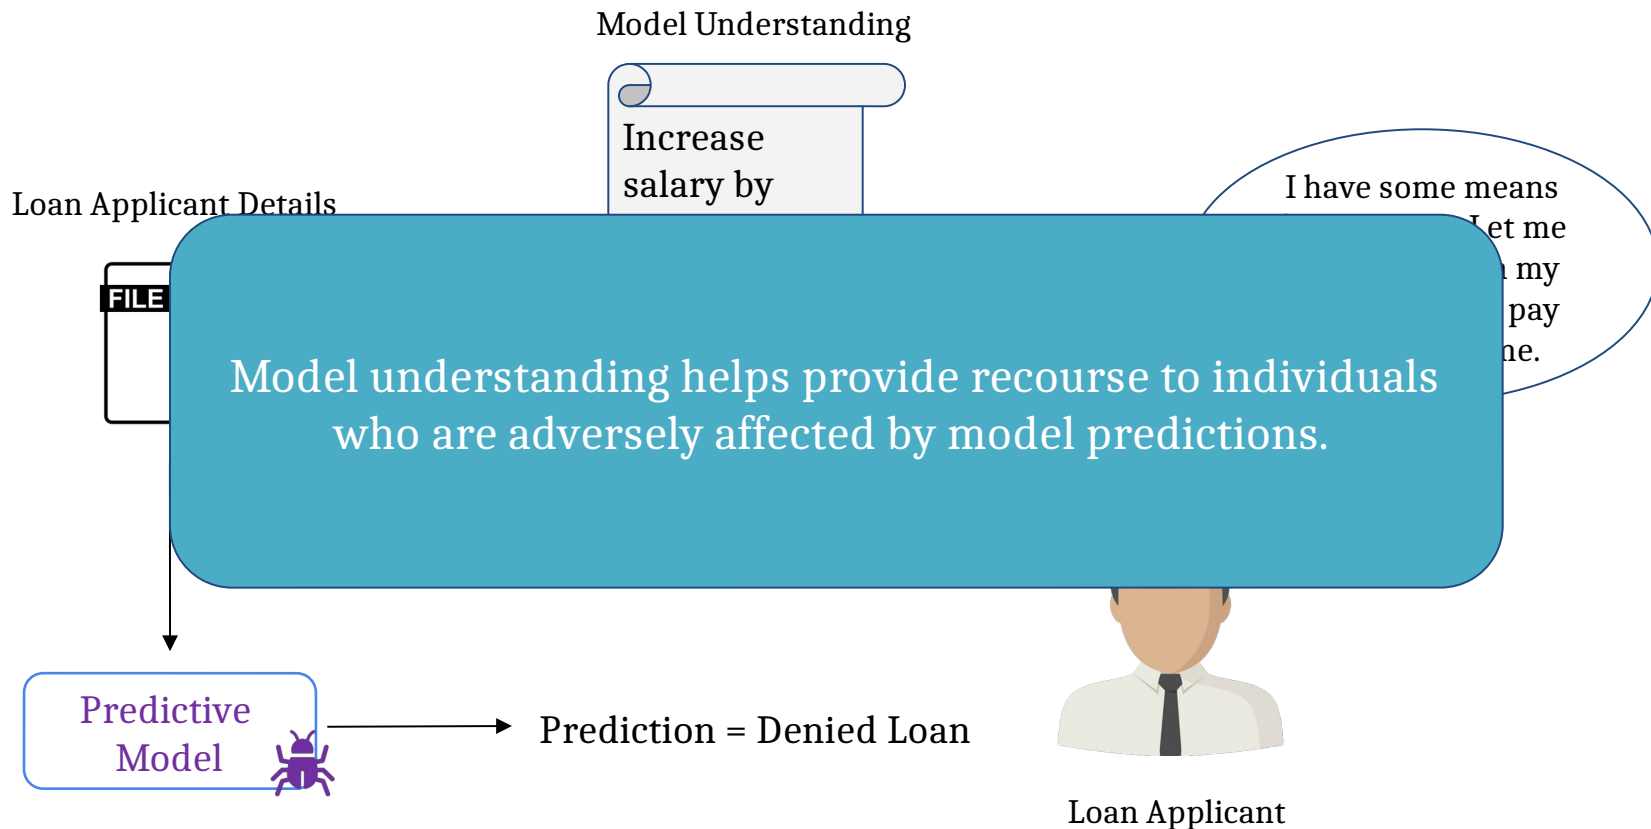 Model Understanding
Increase
salary by
Loan Applicant Details
I have some means
Let me
my
pay
FILE
Model understanding helps provide recourse to individuals
who are adversely affected by model predictions.
Predictive
Model
Prediction = Denied Loan
Loan Applicant